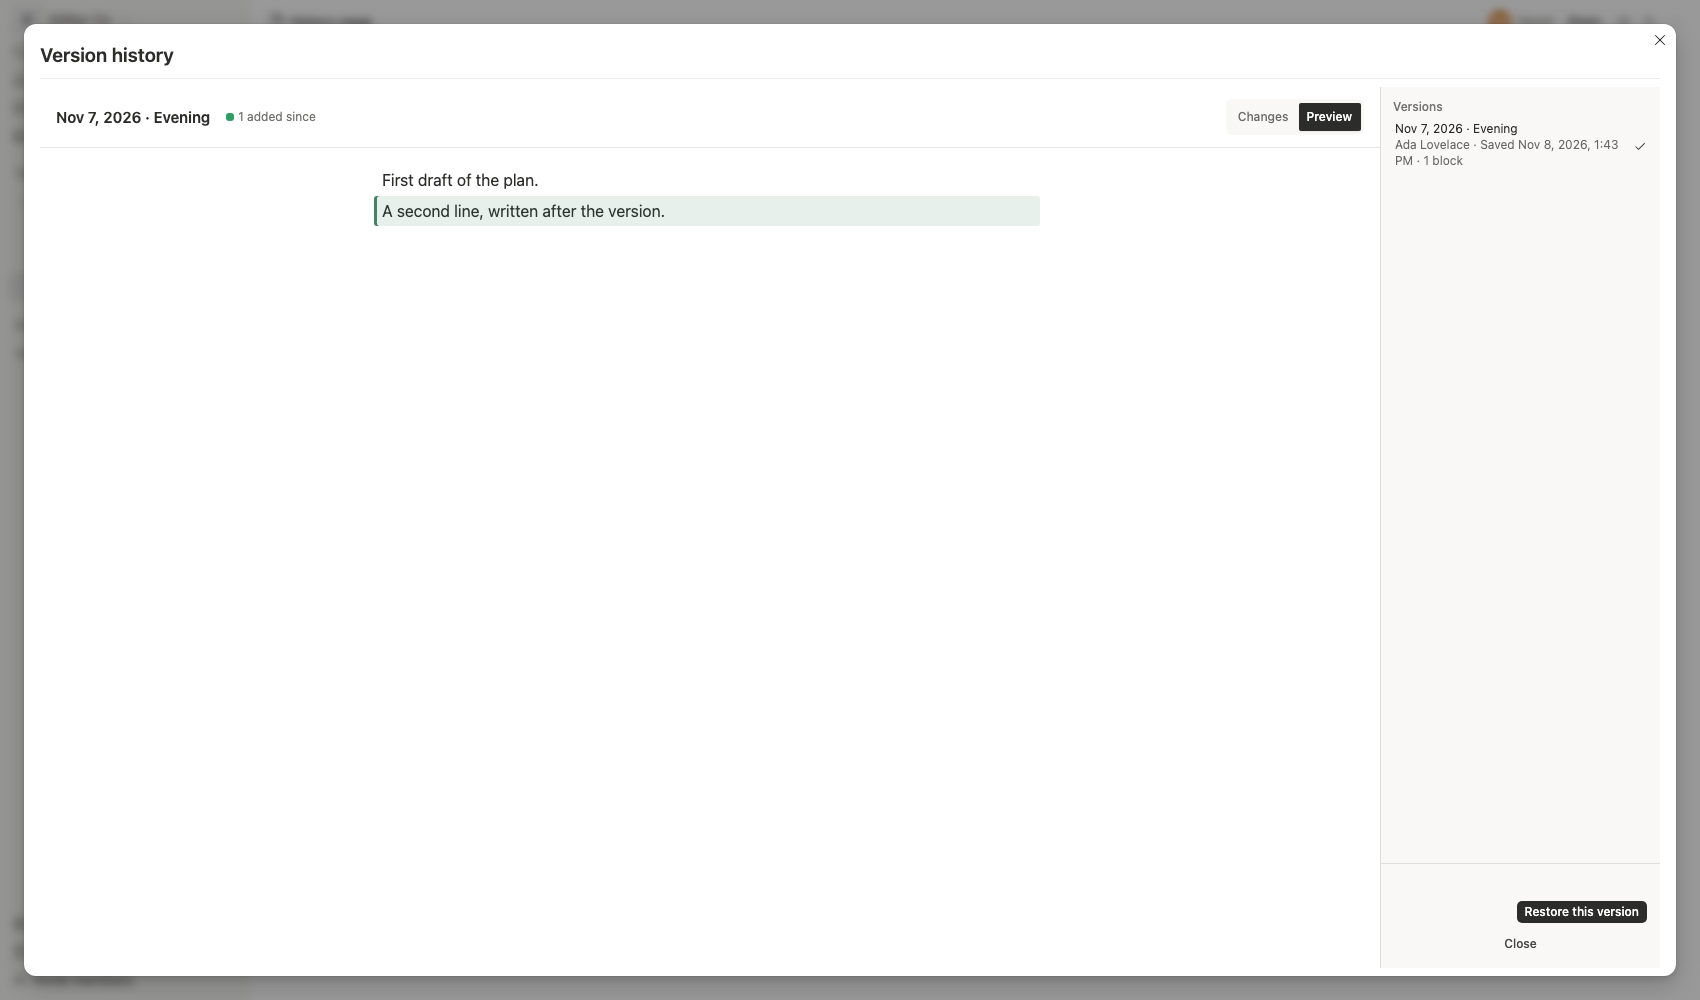 Version history
Nov 7, 2026 · Evening
1 added since
Changes
Preview
First draft of the plan.
A second line, written after the version.
Versions
Nov 7, 2026 · Evening
Ada Lovelace · Saved Nov 8, 2026, 1:43
PM · 1 block
Restore this version
Close